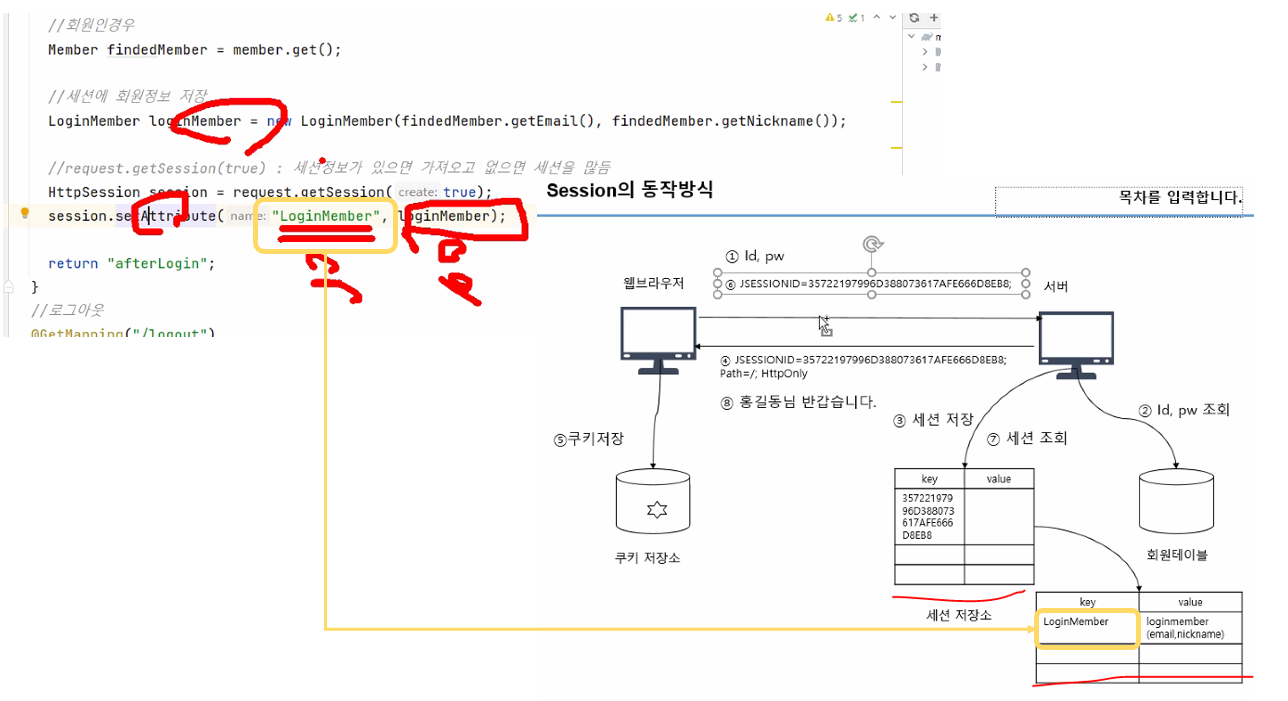 //회원인경우
Member findedMember = member.get();
//세션에 회원정보 저장
LoginMember loginMember = new LoginMember(findedMember.getEmail(), findedMember.getNickname());
//request.getSession(true) : 세션정보가 있으면 가져오고 없으면 세션을 많듬
HttpSession session = request.getSession( create: true);
session.setAttribute( name: "LoginMember", loginMember);
return "afterLogin";
}
//로그아웃
@GetMapping("/logout")
5 1
m
Session의 동작방식
목차를 입력합니다.
① Id, pw
웹브라우저
⑥ JSESSIONID=35722197996D388073617AFE666D8EB8;
서버
④ JSESSIONID=35722197996D388073617AFE666D8EB8;
Path=/; HttpOnly
⑧ 홍길동님 반갑습니다.
③ 세션 저장
② Id, pw 조회
⑦ 세션 조회
⑤쿠키저장
key value
357221979
96D388073
617AFE666
D8EB8
쿠키 저장소
회원테이블
세션 저장소
key value
LoginMember
loginmember
(email,nickname)